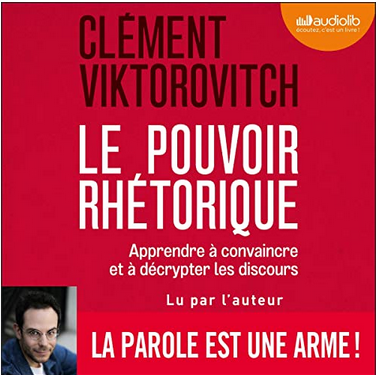 CLÉMENT
VIKTOROVITCH
audiolib
écoutez, c'est un livre !
LE POUVOIR
RHÉTORIQUE
Apprendre à convaincre
et à décrypter les discours
Lu par l'auteur
LA PAROLE EST UNE ARME !